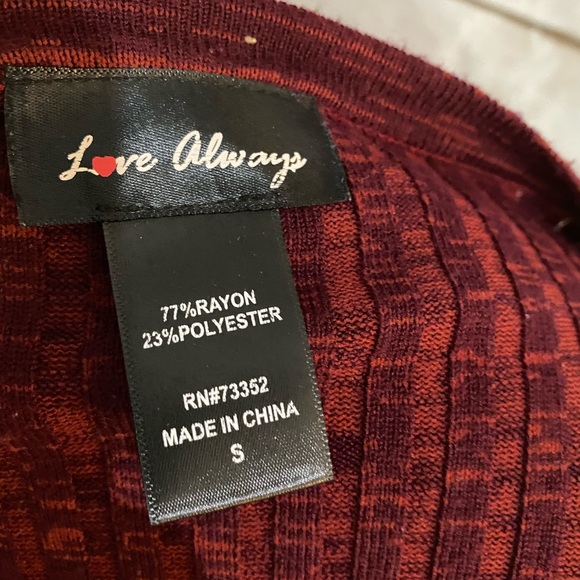 Love Always
77%RAYON
23%POLYESTER
RN#73352
MADE IN CHINA
S